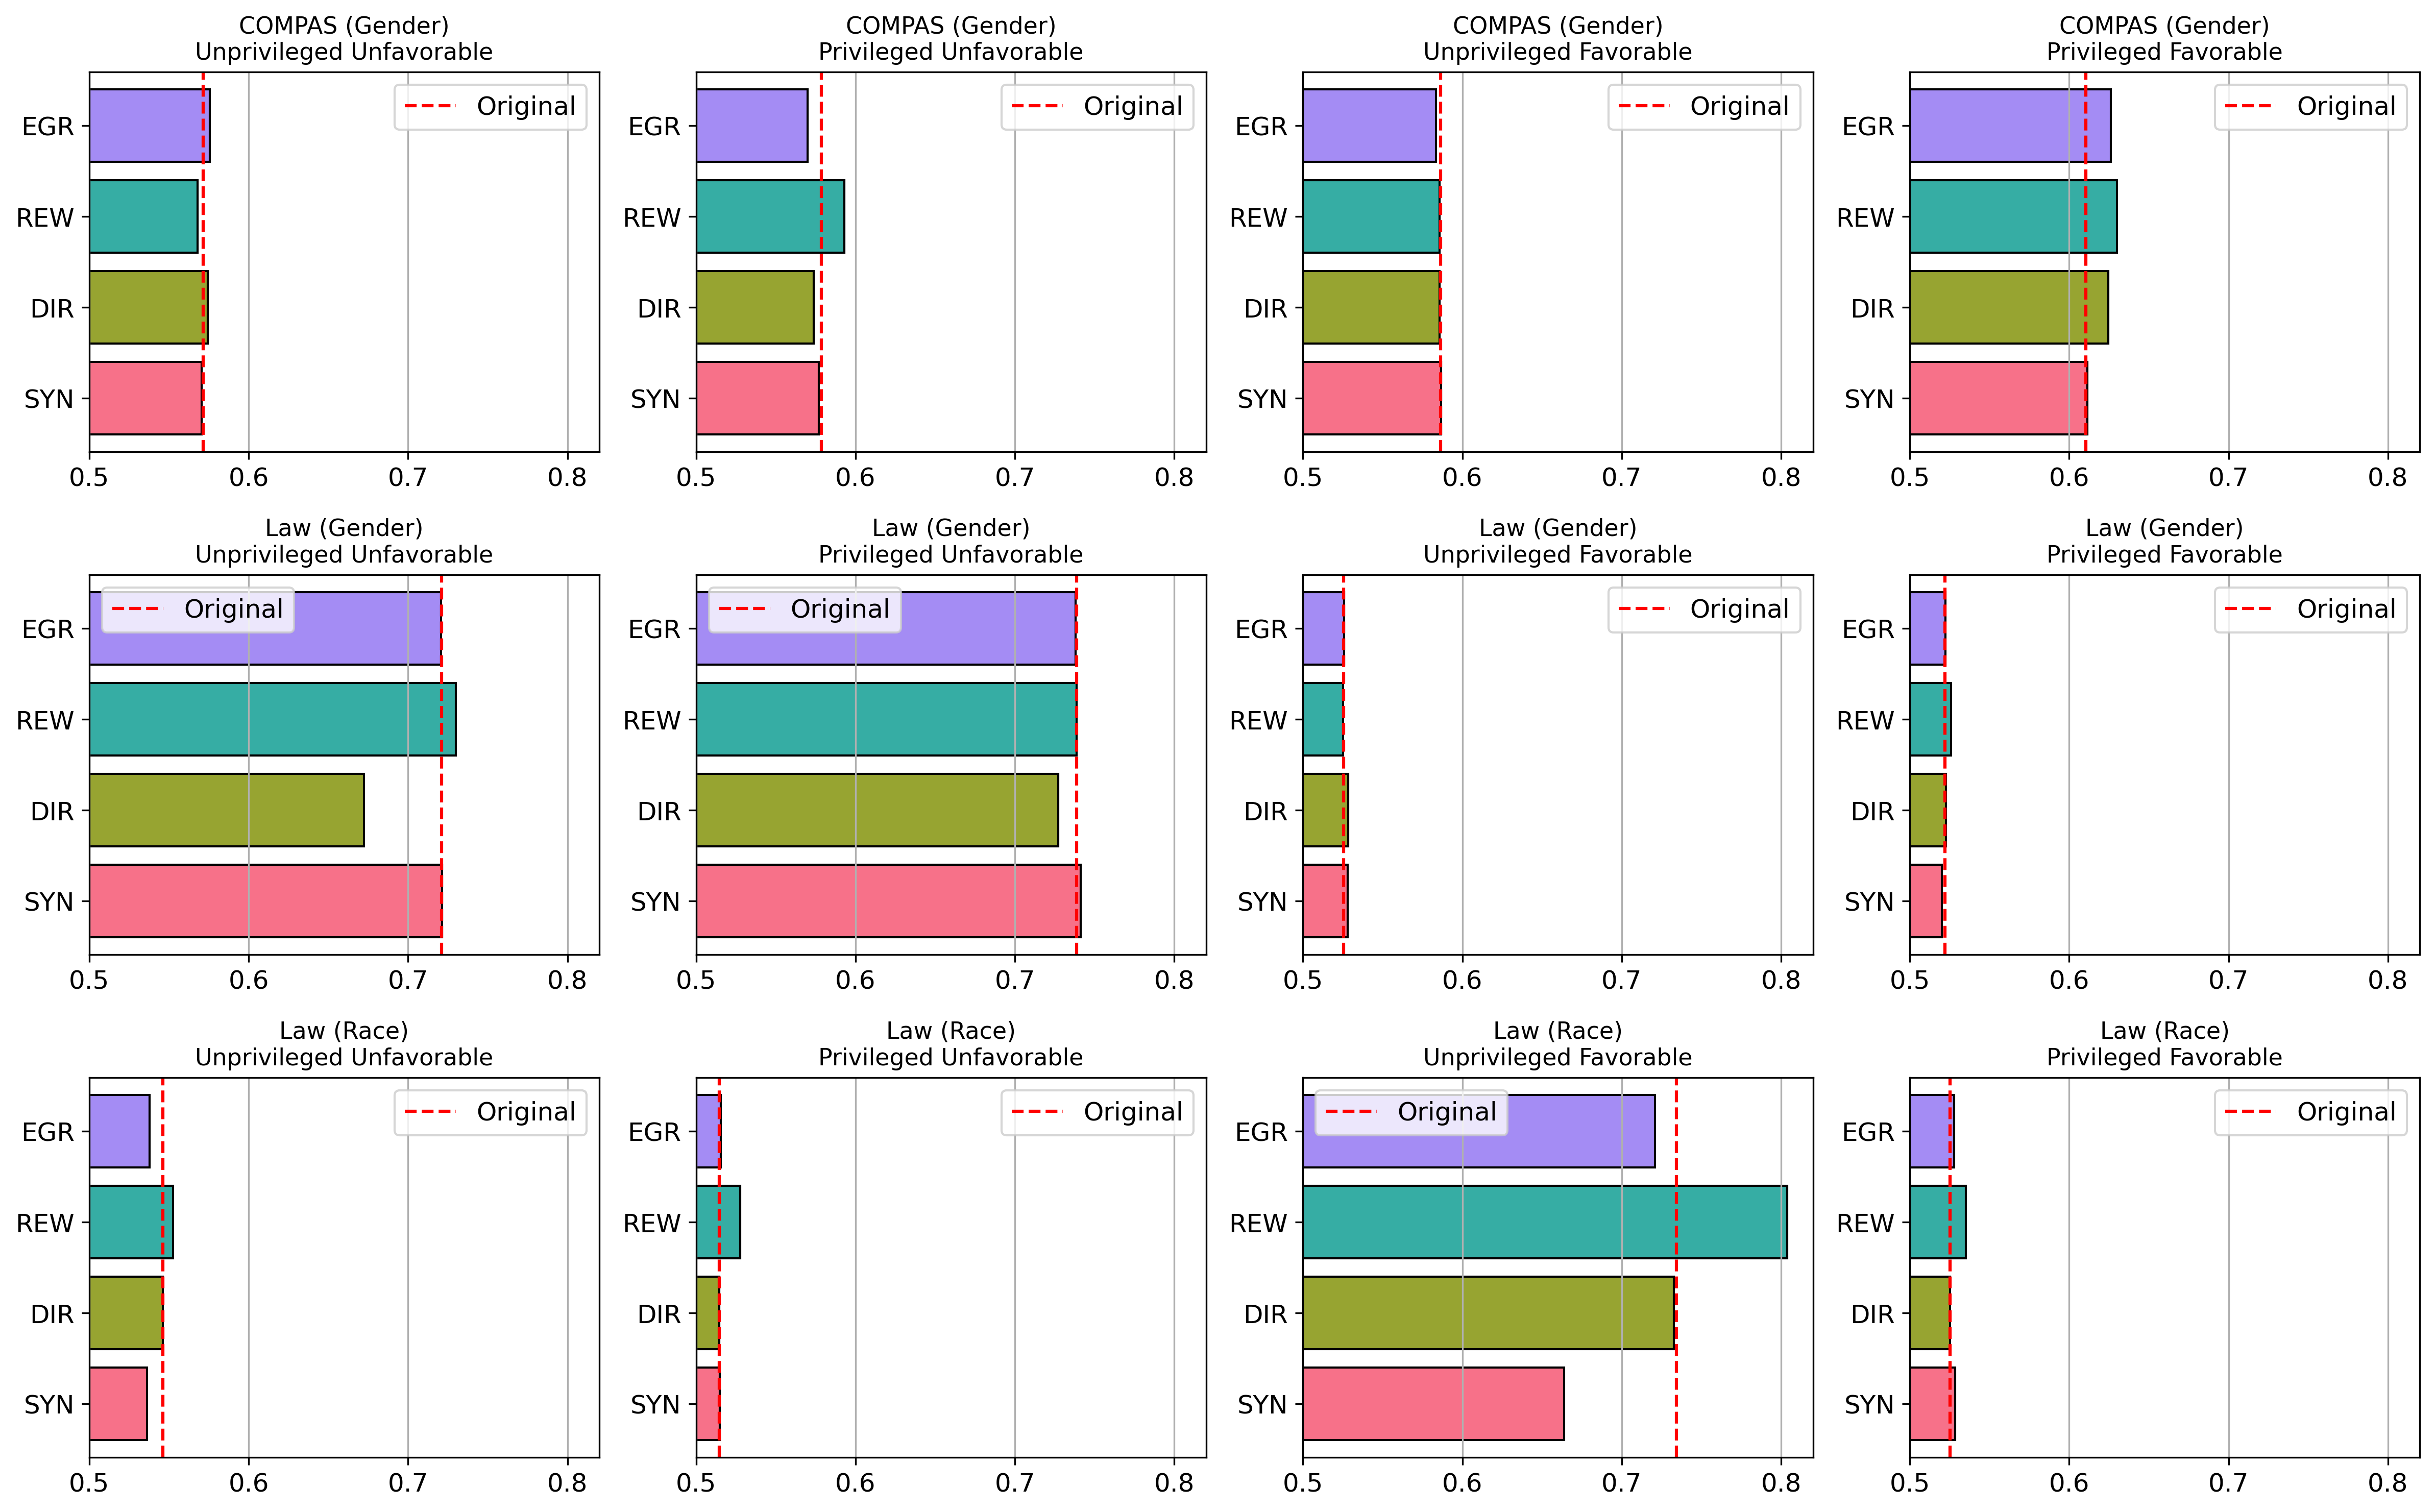 COMPAS (Gender)
Unprivileged Unfavorable
Original
EGR
REW
DIR
SYN
0.5 0.6 0.7 0.8
COMPAS (Gender)
Privileged Unfavorable
Original
EGR
REW
DIR
SYN
0.5 0.6 0.7 0.8
COMPAS (Gender)
Unprivileged Favorable
Original
EGR
REW
DIR
SYN
0.5 0.6 0.7 0.8
COMPAS (Gender)
Privileged Favorable
Original
EGR
REW
DIR
SYN
0.5 0.6 0.7 0.8
Law (Gender)
Unprivileged Unfavorable
Original
EGR
REW
DIR
SYN
0.5 0.6 0.7 0.8
Law (Gender)
Privileged Unfavorable
Original
EGR
REW
DIR
SYN
0.5 0.6 0.7 0.8
Law (Gender)
Unprivileged Favorable
Original
EGR
REW
DIR
SYN
0.5 0.6 0.7 0.8
Law (Gender)
Privileged Favorable
Original
EGR
REW
DIR
SYN
0.5 0.6 0.7 0.8
Law (Race)
Unprivileged Unfavorable
Original
EGR
REW
DIR
SYN
0.5 0.6 0.7 0.8
Law (Race)
Privileged Unfavorable
Original
EGR
REW
DIR
SYN
0.5 0.6 0.7 0.8
Law (Race)
Unprivileged Favorable
Original
EGR
REW
DIR
SYN
0.5 0.6 0.7 0.8
Law (Race)
Privileged Favorable
Original
EGR
REW
DIR
SYN
0.5 0.6 0.7 0.8